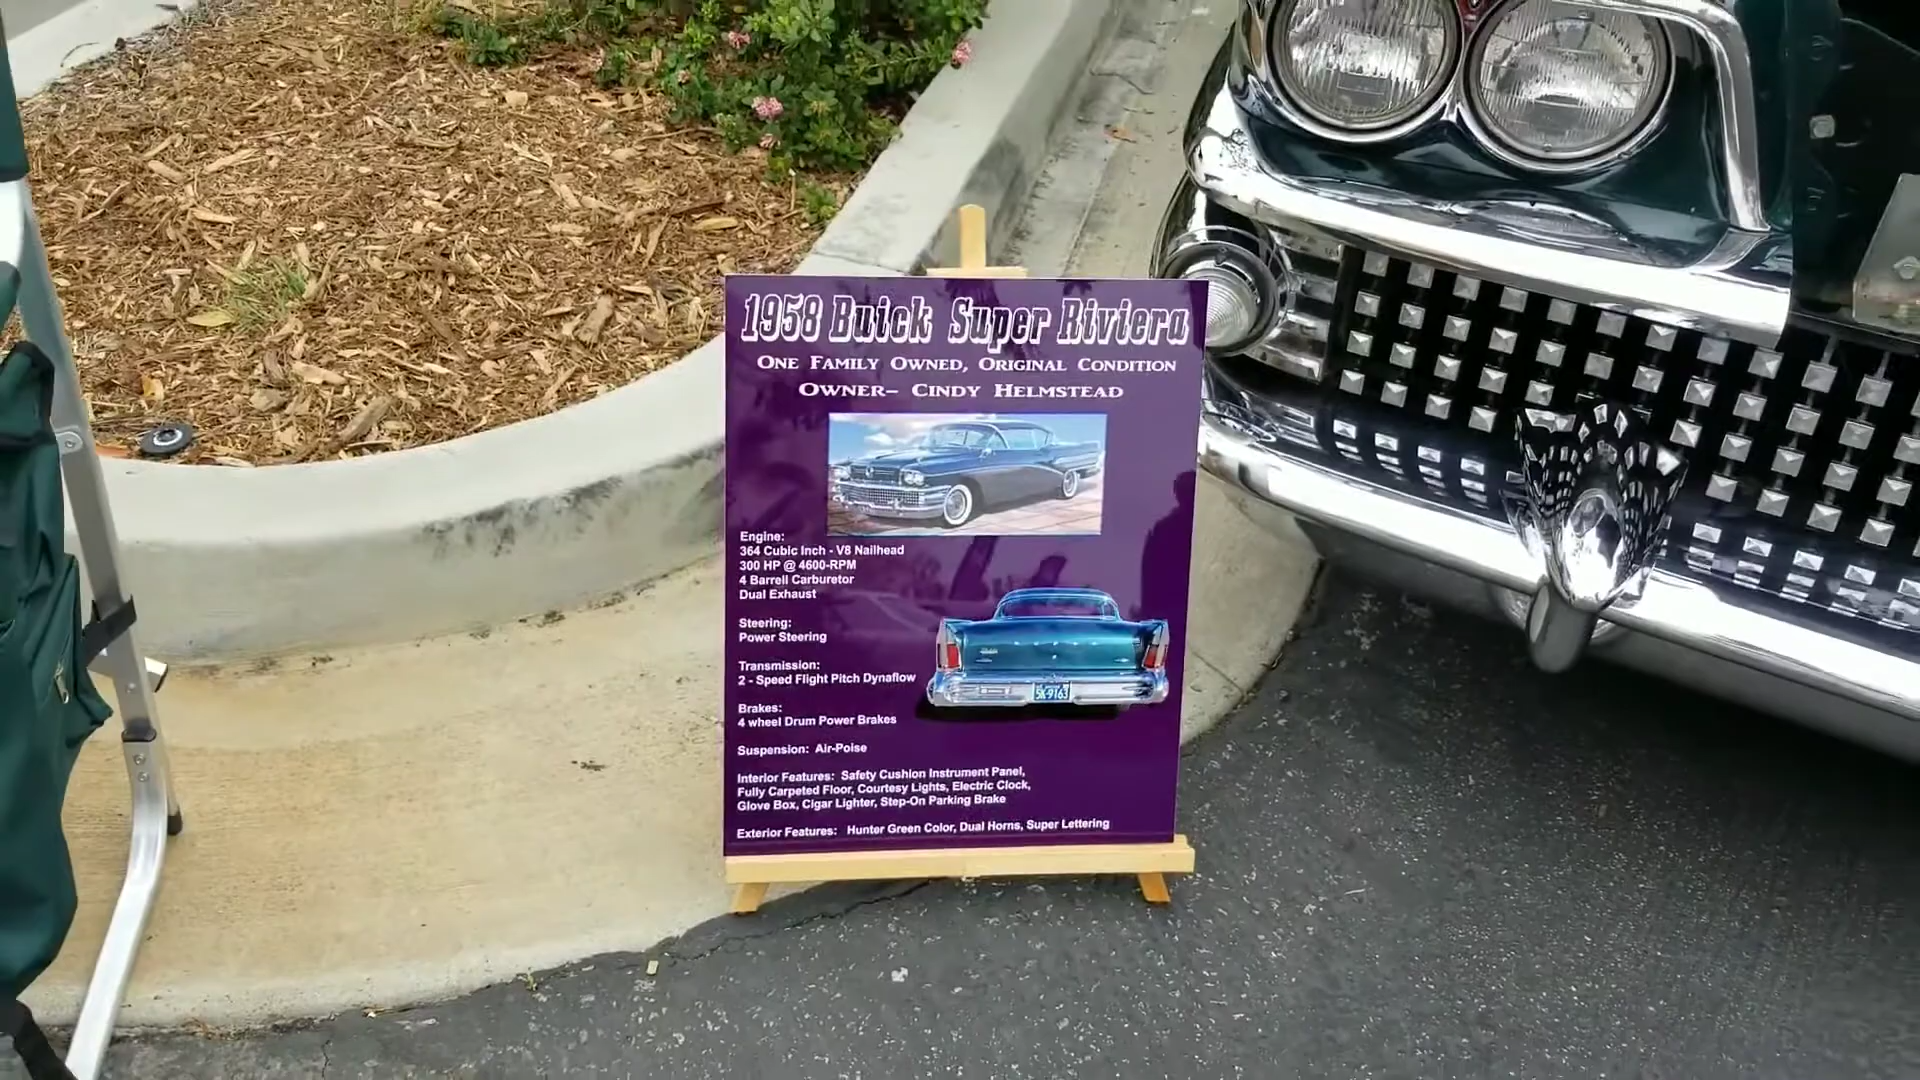 1958 Buick Super Riviera
One Family Owned, Original Condition
Owner- Cindy Helmstead
Engine:
364 Cubic Inch - V8 Nailhead
300 HP @ 4600-RPM
4 Barrell Carburetor
Dual Exhaust
Steering:
Power Steering
Transmission:
2 - Speed Flight Pitch Dynaflow
5K-9163
Brakes:
4 wheel Drum Power Brakes
Suspension: Air-Poise
Interior Features: Safety Cushion Instrument Panel,
Fully Carpeted Floor, Courtesy Lights, Electric Clock,
Glove Box, Cigar Lighter, Step-On Parking Brake
Exterior Features: Hunter Green Color, Dual Horns, Super Lettering